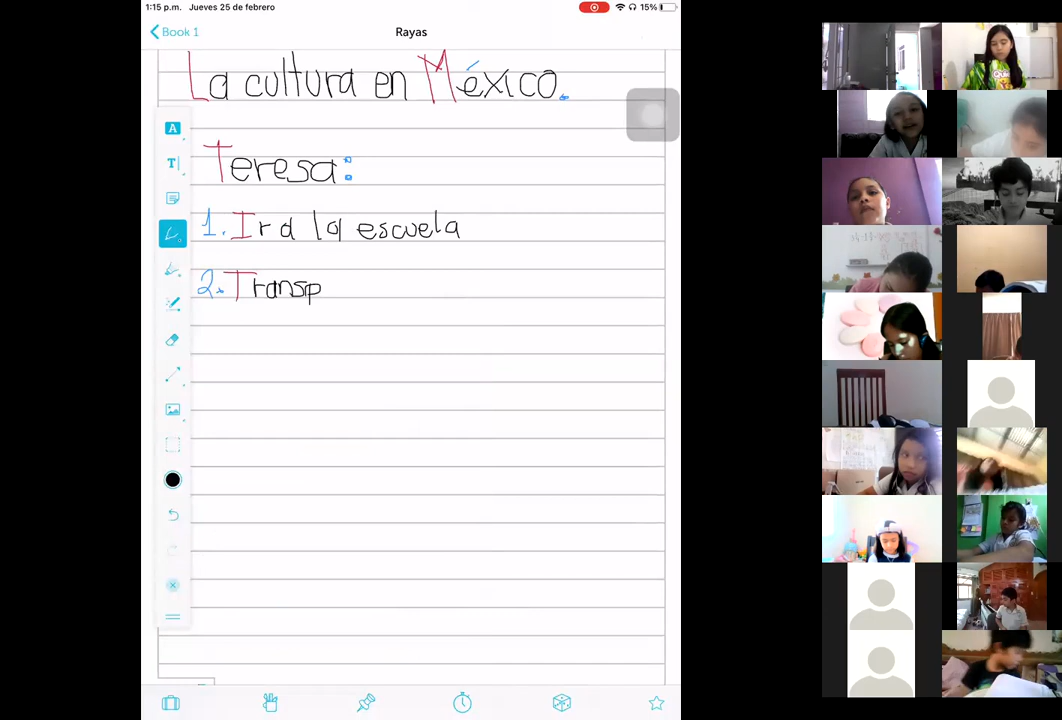 1:15 p.m. Jueves 25 de febrero
15%
Book 1
Rayas
La cultura en México.
Teresa:
1. Ir a la escuela
2. Transp
A
T